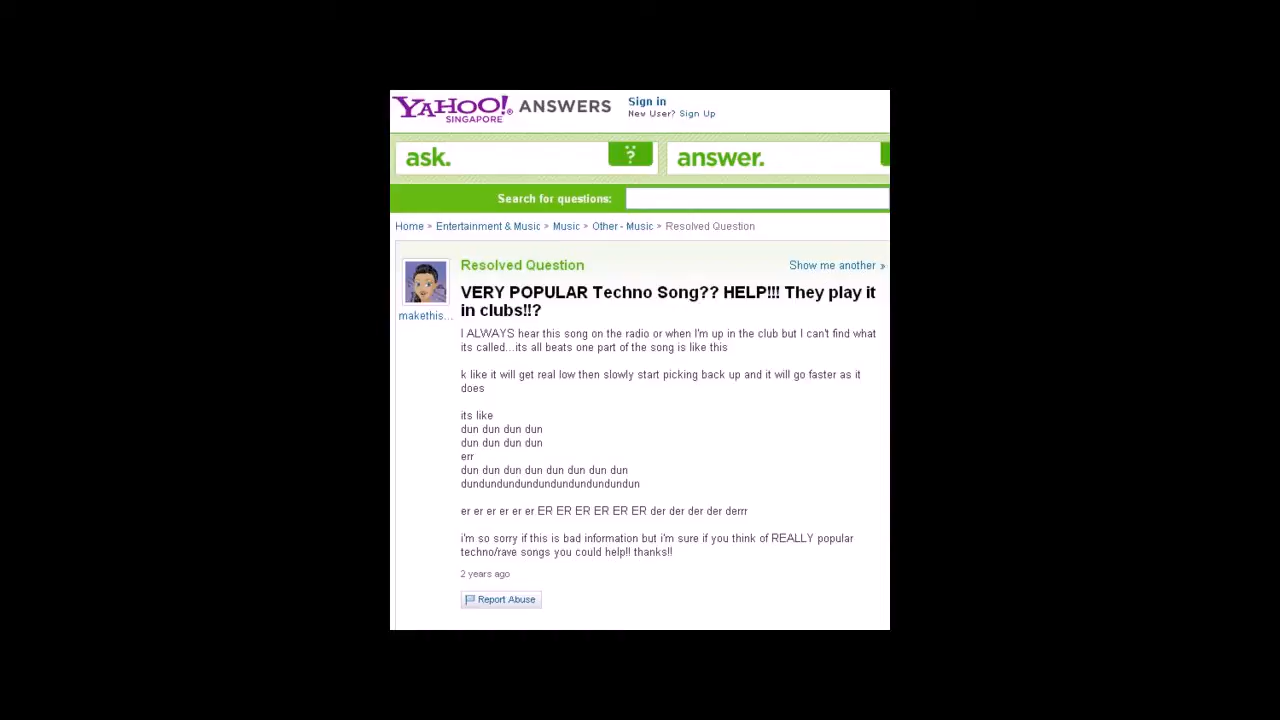 YAHOO!® ANSWERS
SINGAPORE
Sign in
New User? Sign Up
ask.
?
answer.
Search for questions:
Home > Entertainment & Music > Music > Other - Music > Resolved Question
makethis...
Resolved Question
Show me another »
VERY POPULAR Techno Song?? HELP!!! They play it
in clubs!!?
I ALWAYS hear this song on the radio or when I'm up in the club but I can't find what
its called...its all beats one part of the song is like this
k like it will get real low then slowly start picking back up and it will go faster as it
does
its like
dun dun dun dun
dun dun dun dun
err
dun dun dun dun dun dun dun dun
dundundundundundundundundundun
er er er er er er ER ER ER ER ER ER der der der der derrr
i'm so sorry if this is bad information but i'm sure if you think of REALLY popular
techno/rave songs you could help!! thanks!!
2 years ago
Report Abuse